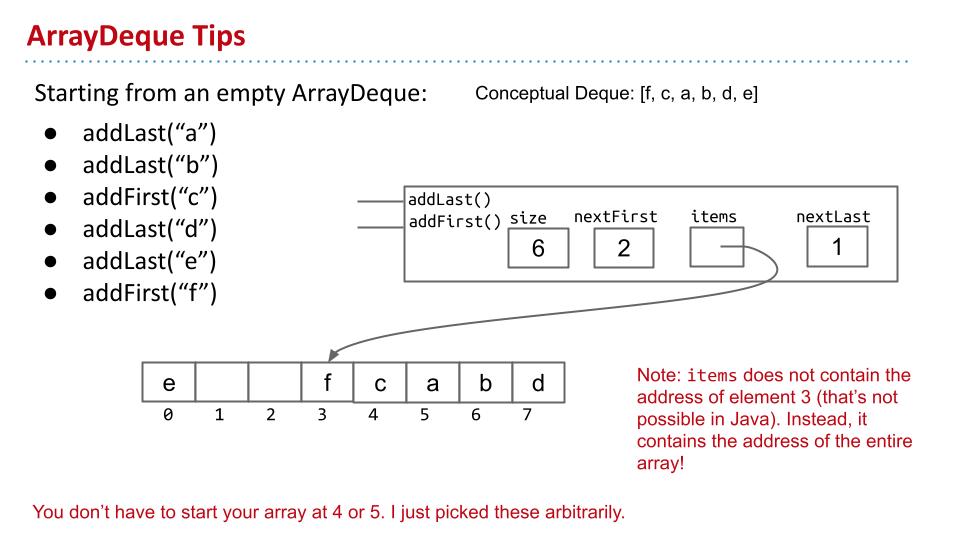 ArrayDeque Tips
Starting from an empty ArrayDeque:
Conceptual Deque: [f, c, a, b, d, e]
● addLast(“a”)
● addLast(“b”)
● addFirst(“c”)
● addLast(“d”)
● addLast(“e”)
● addFirst(“f”)
addLast()
addFirst() size nextFirst items nextLast
6 2 1
e f c a b d
0 1 2 3 4 5 6 7
Note: items does not contain the
address of element 3 (that’s not
possible in Java). Instead, it
contains the address of the entire
array!
You don’t have to start your array at 4 or 5. I just picked these arbitrarily.